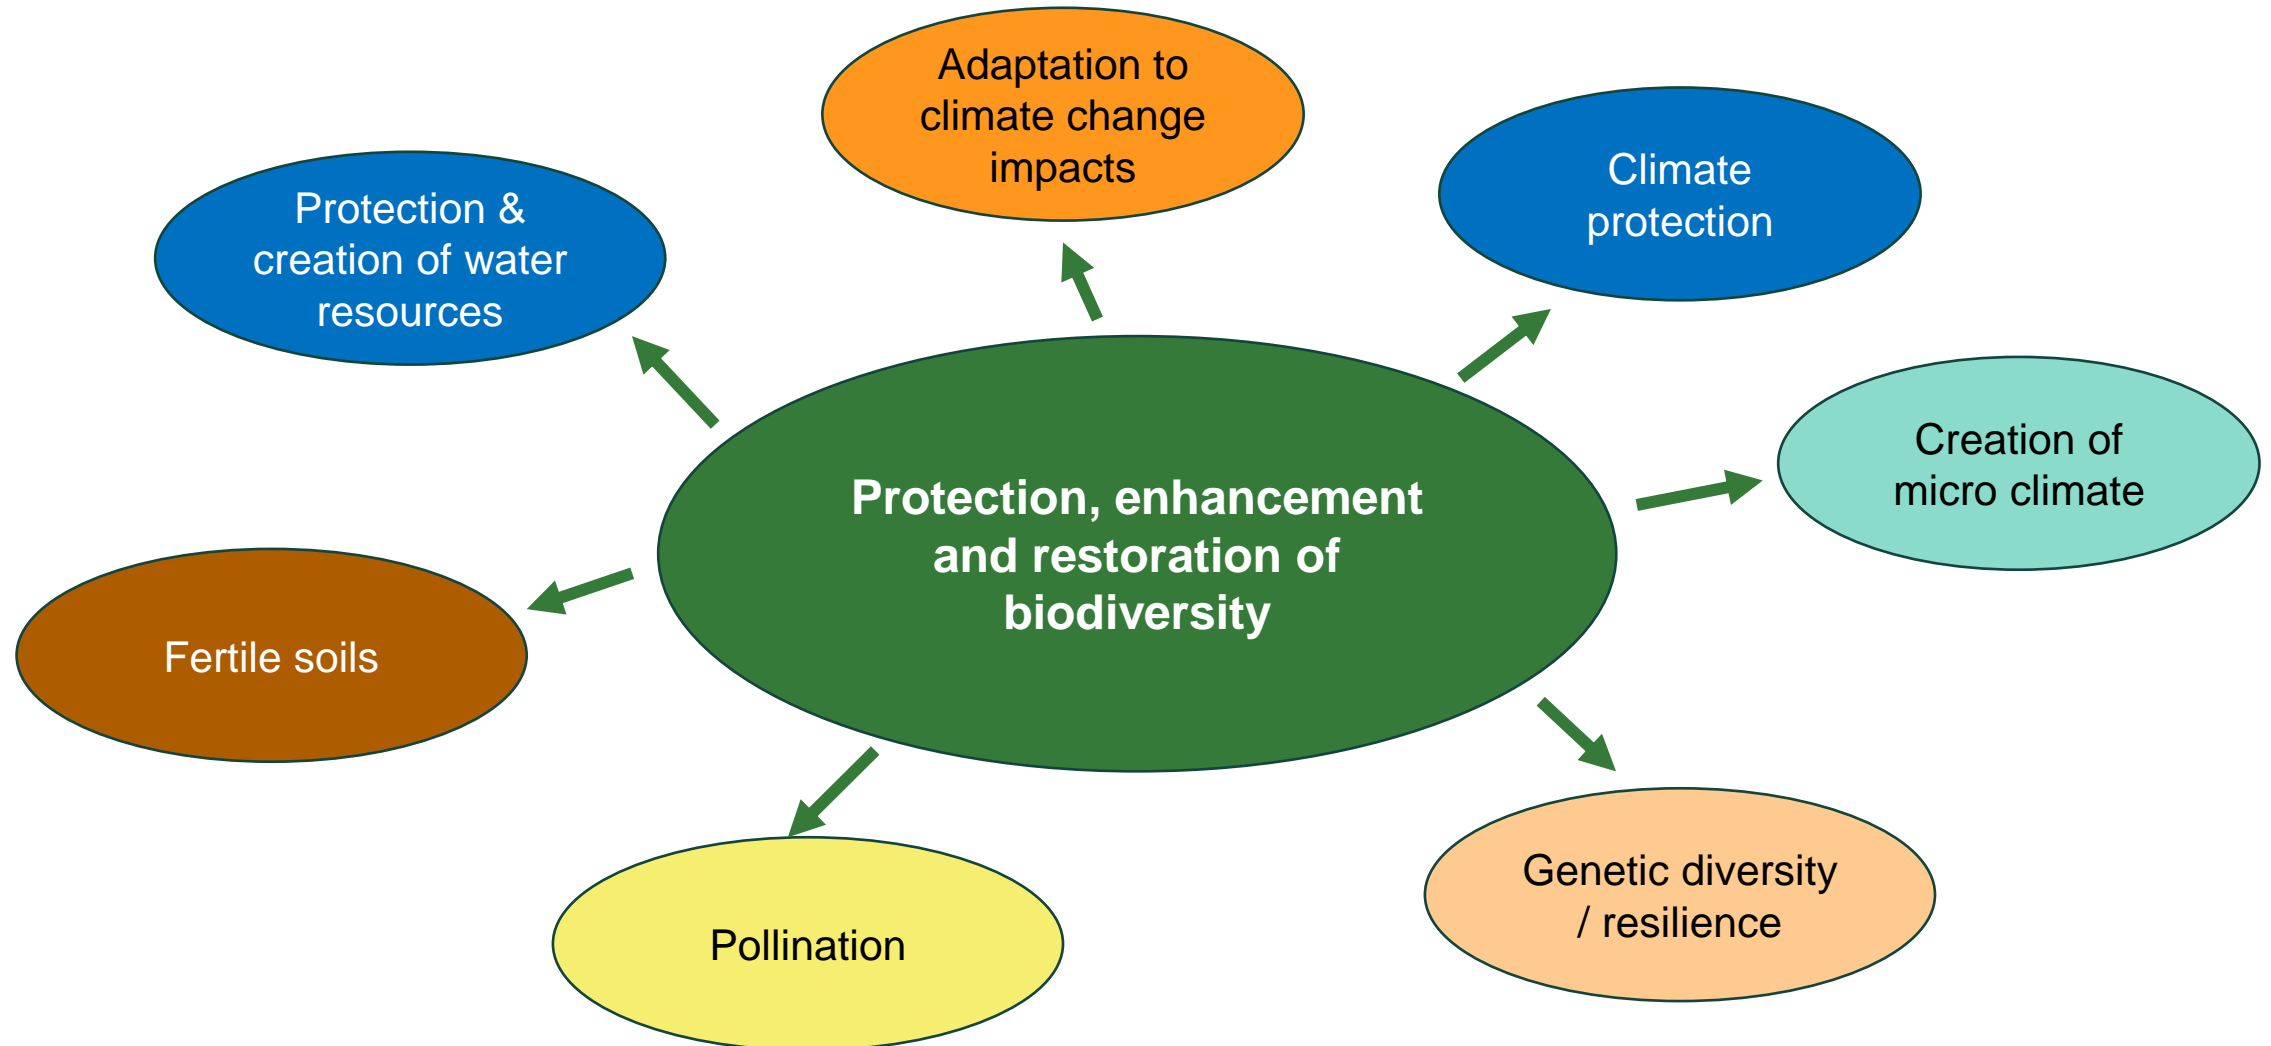 Adaptation to
climate change
impacts
Climate
protection
Protection &
creation of water
resources
Creation of
micro climate
Protection, enhancement
and restoration of
biodiversity
Fertile soils
Genetic diversity
/ resilience
Pollination